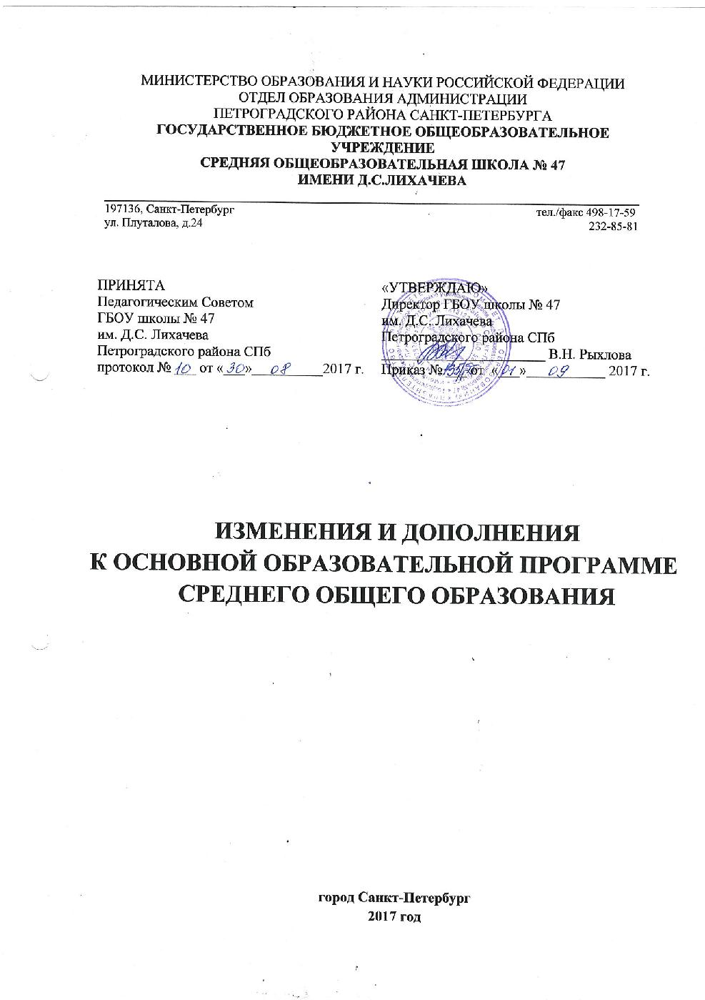 МИНИСТЕРСТВО ОБРАЗОВАНИЯ И НАУКИ РОССИЙСКОЙ ФЕДЕРАЦИИ
ОТДЕЛ ОБРАЗОВАНИЯ АДМИНИСТРАЦИИ
ПЕТРОГРАДСКОГО РАЙОНА САНКТ-ПЕТЕРБУРГА
ГОСУДАРСТВЕННОЕ БЮДЖЕТНОЕ ОБЩЕОБРАЗОВАТЕЛЬНОЕ
УЧРЕЖДЕНИЕ
СРЕДНЯЯ ОБЩЕОБРАЗОВАТЕЛЬНАЯ ШКОЛА № 47
ИМЕНИ Д.С.ЛИХАЧЕВА
197136, Санкт-Петербург
ул. Плуталова, д.24
тел./факс 498-17-59
232-85-81
ПРИНЯТА
Педагогическим Советом
ГБОУ школы № 47
им. Д.С. Лихачева
Петроградского района СПб
протокол № 10 от «30» 08 2017 г.
«УТВЕРЖДАЮ»
Директор ГБОУ школы № 47
им. Д.С. Лихачева
Петроградского района СПб
В.Н. Рыхлова
Приказ № от «01» 09 2017 г.
ИЗМЕНЕНИЯ И ДОПОЛНЕНИЯ
К ОСНОВНОЙ ОБРАЗОВАТЕЛЬНОЙ ПРОГРАММЕ
СРЕДНЕГО ОБЩЕГО ОБРАЗОВАНИЯ
город Санкт-Петербург
2017 год